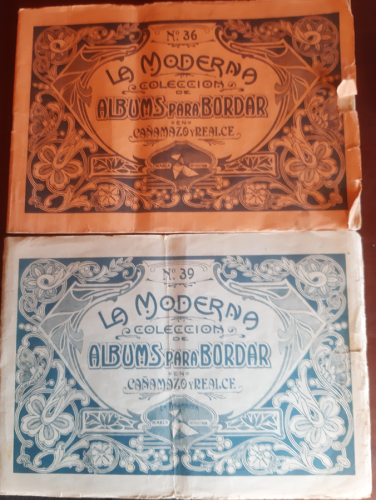 Nº 36
LA MODERNA
COLECCION
DE
ALBUMS PARA BORDAR
EN
CAÑAMAZO Y REALCE
Nº 39
LA MODERNA
COLECCION
DE
ALBUMS PARA BORDAR
EN
CAÑAMAZO Y REALCE